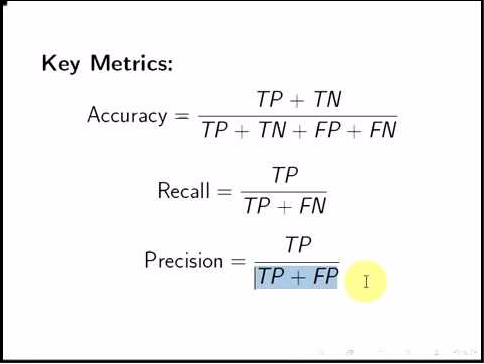 Key Metrics:
TP + TN
Accuracy =
TP + TN + FP + FN
TP
Recall =
TP + FN
TP
Precision =
TP + FP